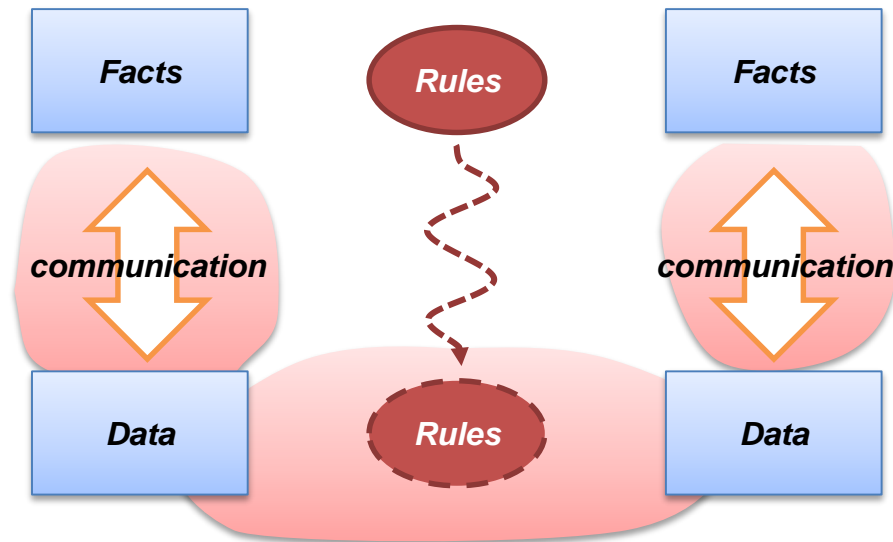 Facts
Rules
Facts
communication
communication
Data
Rules
Data